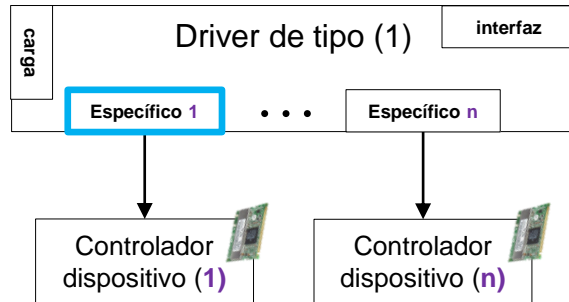 carga
Driver de tipo (1)
interfaz
Específico 1
• • •
Específico n
Controlador
dispositivo (1)
Controlador
dispositivo (n)